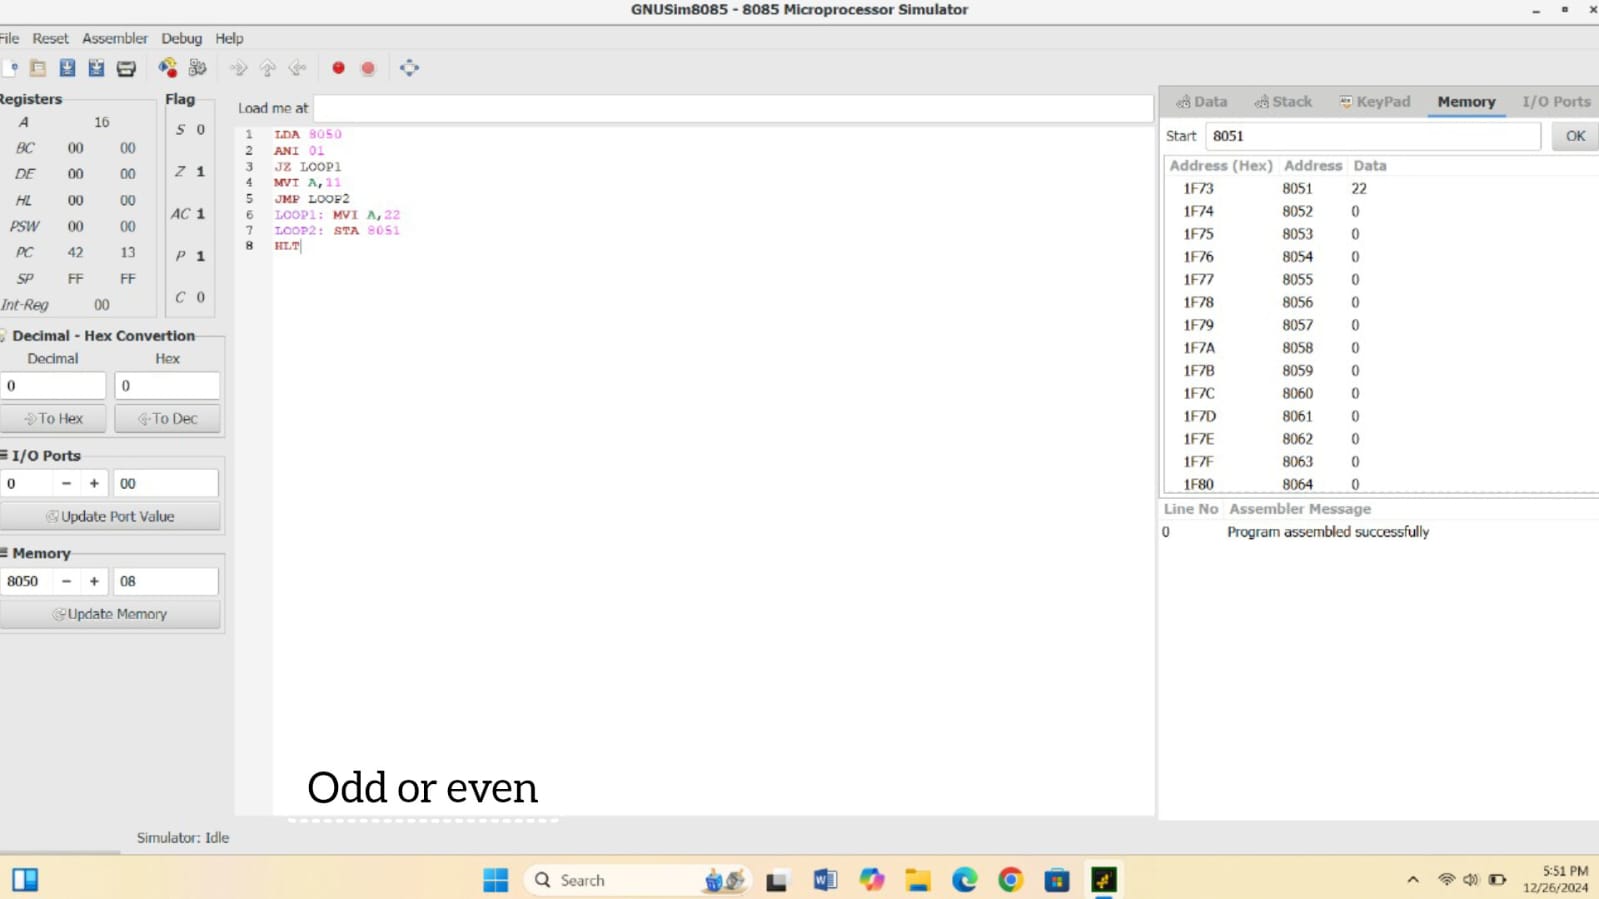 GNUSim8085 - 8085 Microprocessor Simulator
File Reset Assembler Debug Help
Registers
A 16
BC 00 00
DE 00 00
HL 00 00
PSW 00 00
PC 42 13
SP FF FF
Int-Reg 00
Flag
S 0
Z 1
AC 1
P 1
C 0
Decimal - Hex Convertion
Decimal Hex
0 0
To Hex To Dec
I/O Ports
0 - + 00
Update Port Value
Memory
8050 - + 08
Update Memory
Load me at
1 LDA 8050
2 ANI 01
3 JZ LOOP1
4 MVI A,11
5 JMP LOOP2
6 LOOP1: MVI A,22
7 LOOP2: STA 8051
8 HLT
Odd or even
Data Stack KeyPad Memory I/O Ports
Start 8051 OK
Address (Hex) Address Data
1F73 8051 22
1F74 8052 0
1F75 8053 0
1F76 8054 0
1F77 8055 0
1F78 8056 0
1F79 8057 0
1F7A 8058 0
1F7B 8059 0
1F7C 8060 0
1F7D 8061 0
1F7E 8062 0
1F7F 8063 0
1F80 8064 0
Line No Assembler Message
0 Program assembled successfully
Simulator: Idle
Search
5:51 PM
12/26/2024